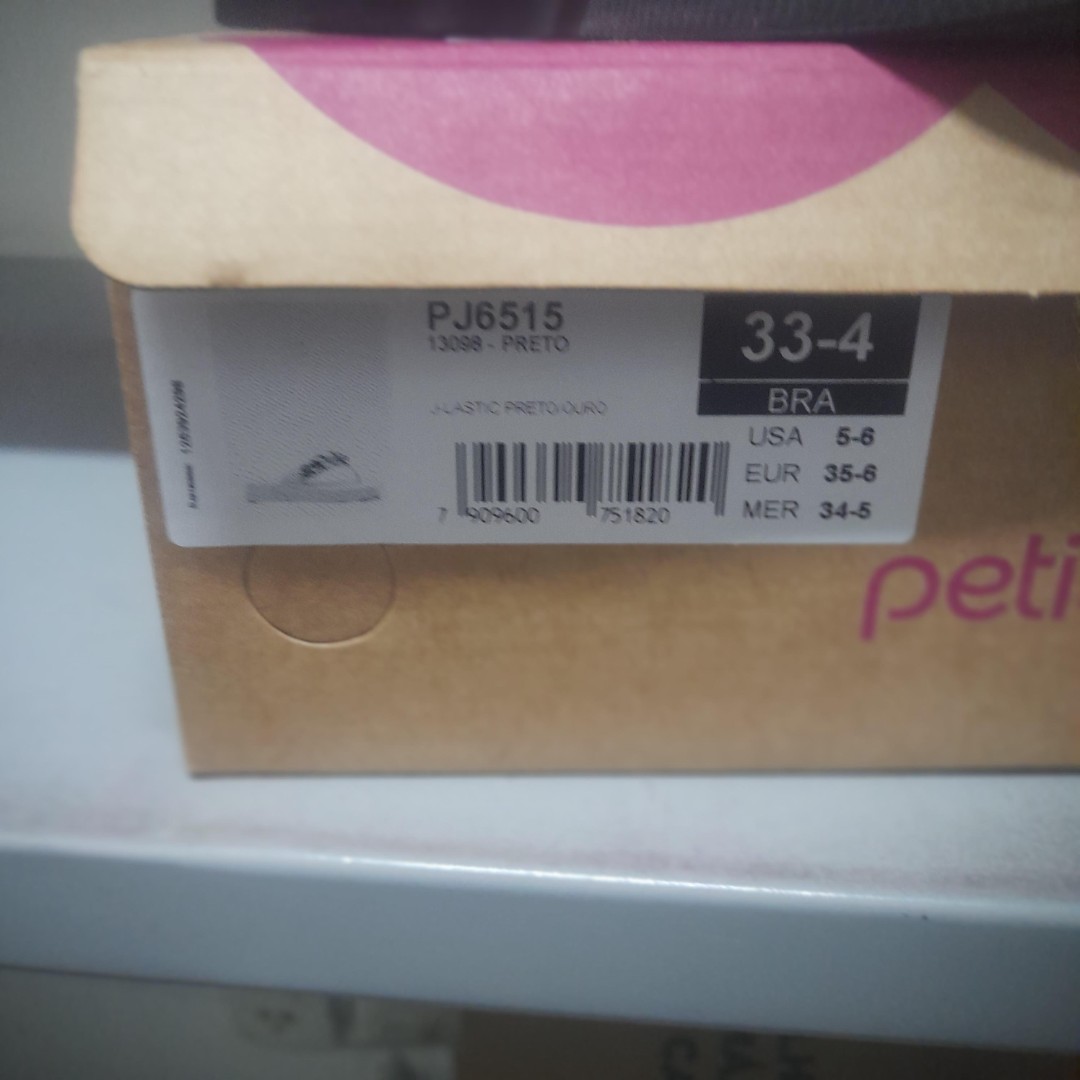 PJ6515
13098 - PRETO
J-LASTIC PRETO/OURO
7 909600 751820
33-4
BRA
USA 5-6
EUR 35-6
MER 34-5
peti